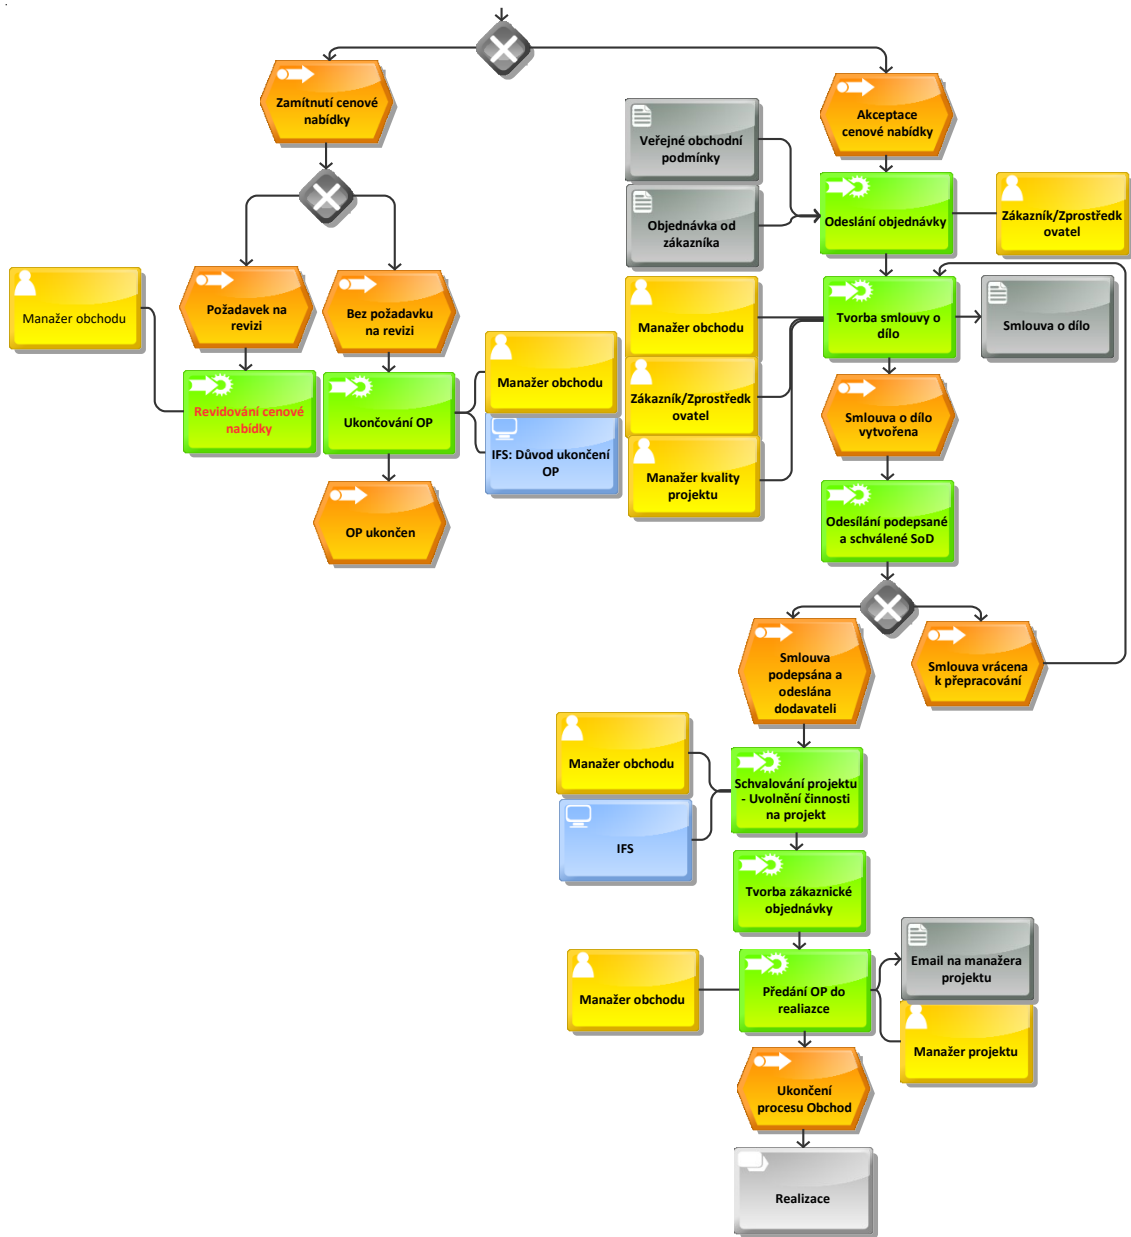 Zamítnutí cenové
nabídky
Akceptace
cenové nabídky
Veřejné obchodní
podmínky
Objednávka od
zákazníka
Odeslání objednávky
Zákazník/Zprostředk
ovatel
Manažer obchodu
Požadavek na
revizi
Bez požadavku
na revizi
Manažer obchodu
Tvorba smlouvy o
dílo
Smlouva o dílo
Revidování cenové
nabídky
Ukončování OP
Manažer obchodu
IFS: Důvod ukončení
OP
Zákazník/Zprostředk
ovatel
Manažer kvality
projektu
Smlouva o dílo
vytvořena
OP ukončen
Odesílání podepsané
a schválené SoD
Smlouva
podepsána a
odeslána
dodavateli
Smlouva vrácena
k přepracování
Manažer obchodu
IFS
Schvalování projektu
- Uvolnění činnosti
na projekt
Tvorba zákaznické
objednávky
Manažer obchodu
Předání OP do
realiazce
Email na manažera
projektu
Manažer projektu
Ukončení
procesu Obchod
Realizace